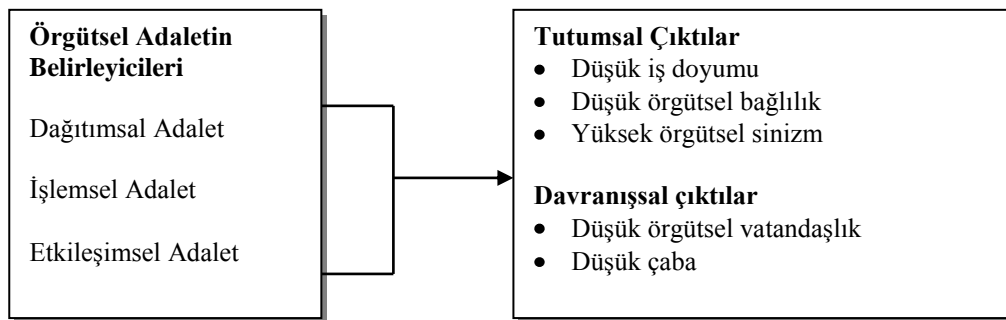 Örgütsel Adaletin
Belirleyicileri
Dağıtımsal Adalet
İşlemsel Adalet
Etkileşimsel Adalet
Tutumsal Çıktılar
• Düşük iş doyumu
• Düşük örgütsel bağlılık
• Yüksek örgütsel sinizm
Davranışsal çıktılar
• Düşük örgütsel vatandaşlık
• Düşük çaba